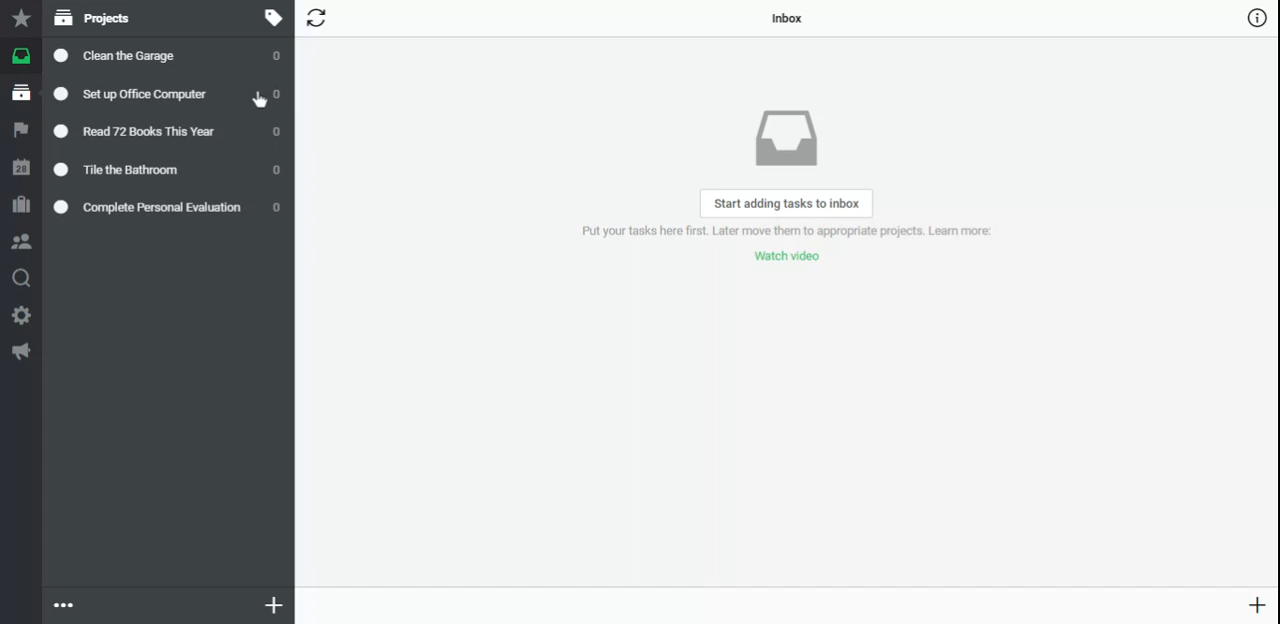 Projects
Clean the Garage 0
Set up Office Computer 0
Read 72 Books This Year 0
Tile the Bathroom 0
Complete Personal Evaluation 0
28
Inbox
Start adding tasks to inbox
Put your tasks here first. Later move them to appropriate projects. Learn more:
Watch video